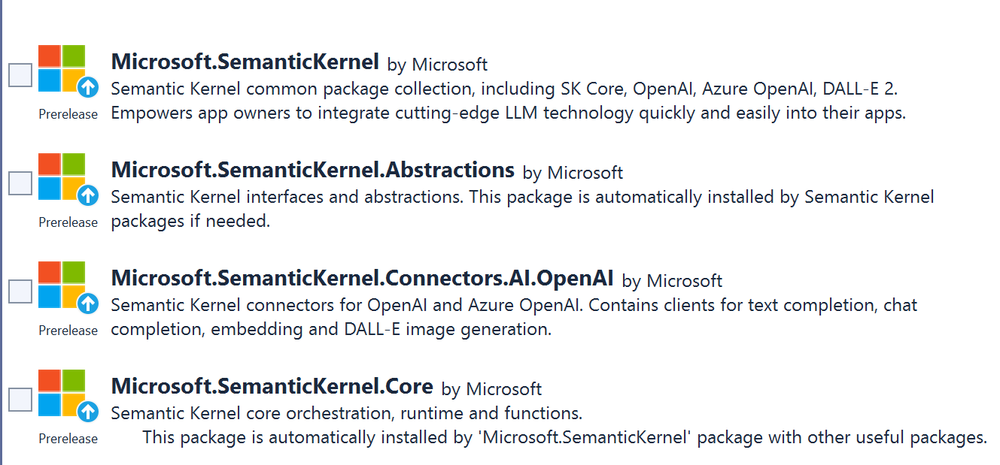 Microsoft.SemanticKernel by Microsoft
Semantic Kernel common package collection, including SK Core, OpenAI, Azure OpenAI, DALL-E 2.
Prerelease Empowers app owners to integrate cutting-edge LLM technology quickly and easily into their apps.
Microsoft.SemanticKernel.Abstractions by Microsoft
Semantic Kernel interfaces and abstractions. This package is automatically installed by Semantic Kernel
Prerelease packages if needed.
Microsoft.SemanticKernel.Connectors.AI.OpenAI by Microsoft
Semantic Kernel connectors for OpenAI and Azure OpenAI. Contains clients for text completion, chat
Prerelease completion, embedding and DALL-E image generation.
Microsoft.SemanticKernel.Core by Microsoft
Semantic Kernel core orchestration, runtime and functions.
Prerelease This package is automatically installed by 'Microsoft.SemanticKernel' package with other useful packages.